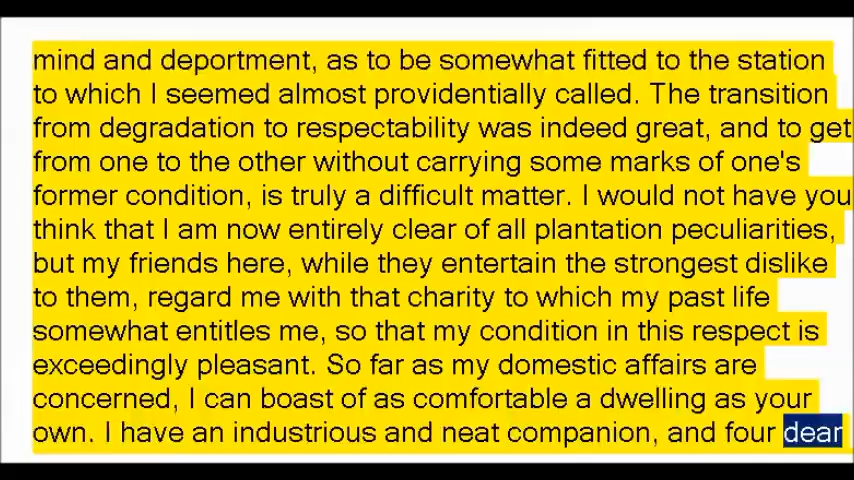 mind and deportment, as to be somewhat fitted to the station
to which I seemed almost providentially called. The transition
from degradation to respectability was indeed great, and to get
from one to the other without carrying some marks of one's
former condition, is truly a difficult matter. I would not have you
think that I am now entirely clear of all plantation peculiarities,
but my friends here, while they entertain the strongest dislike
to them, regard me with that charity to which my past life
somewhat entitles me, so that my condition in this respect is
exceedingly pleasant. So far as my domestic affairs are
concerned, I can boast of as comfortable a dwelling as your
own. I have an industrious and neat companion, and four dear